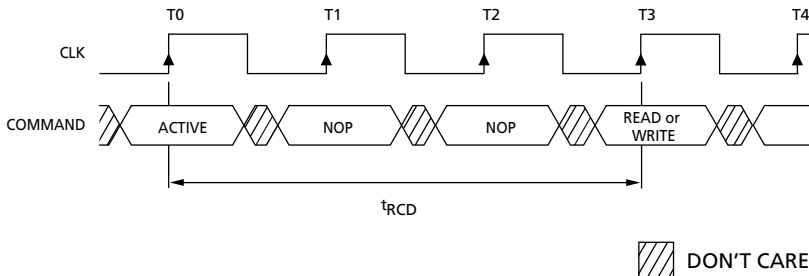 T0 T1 T2 T3 T4
CLK
COMMAND ACTIVE NOP NOP READ or
WRITE
tRCD
DON'T CARE